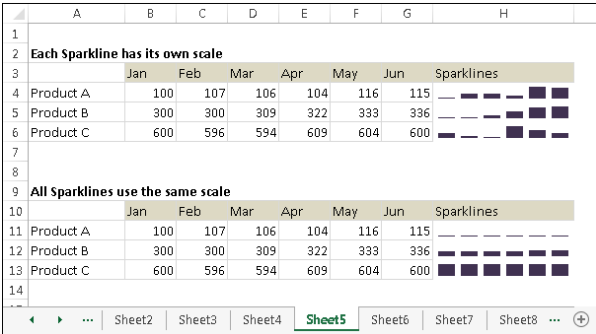 A B C D E F G H
1
2 Each Sparkline has its own scale
3 Jan Feb Mar Apr May Jun Sparklines
4 Product A 100 107 106 104 116 115
5 Product B 300 300 309 322 333 336
6 Product C 600 596 594 609 604 600
7
8
9 All Sparklines use the same scale
10 Jan Feb Mar Apr May Jun Sparklines
11 Product A 100 107 106 104 116 115
12 Product B 300 300 309 322 333 336
13 Product C 600 596 594 609 604 600
14
... Sheet2 Sheet3 Sheet4 Sheet5 Sheet6 Sheet7 Sheet8 ...